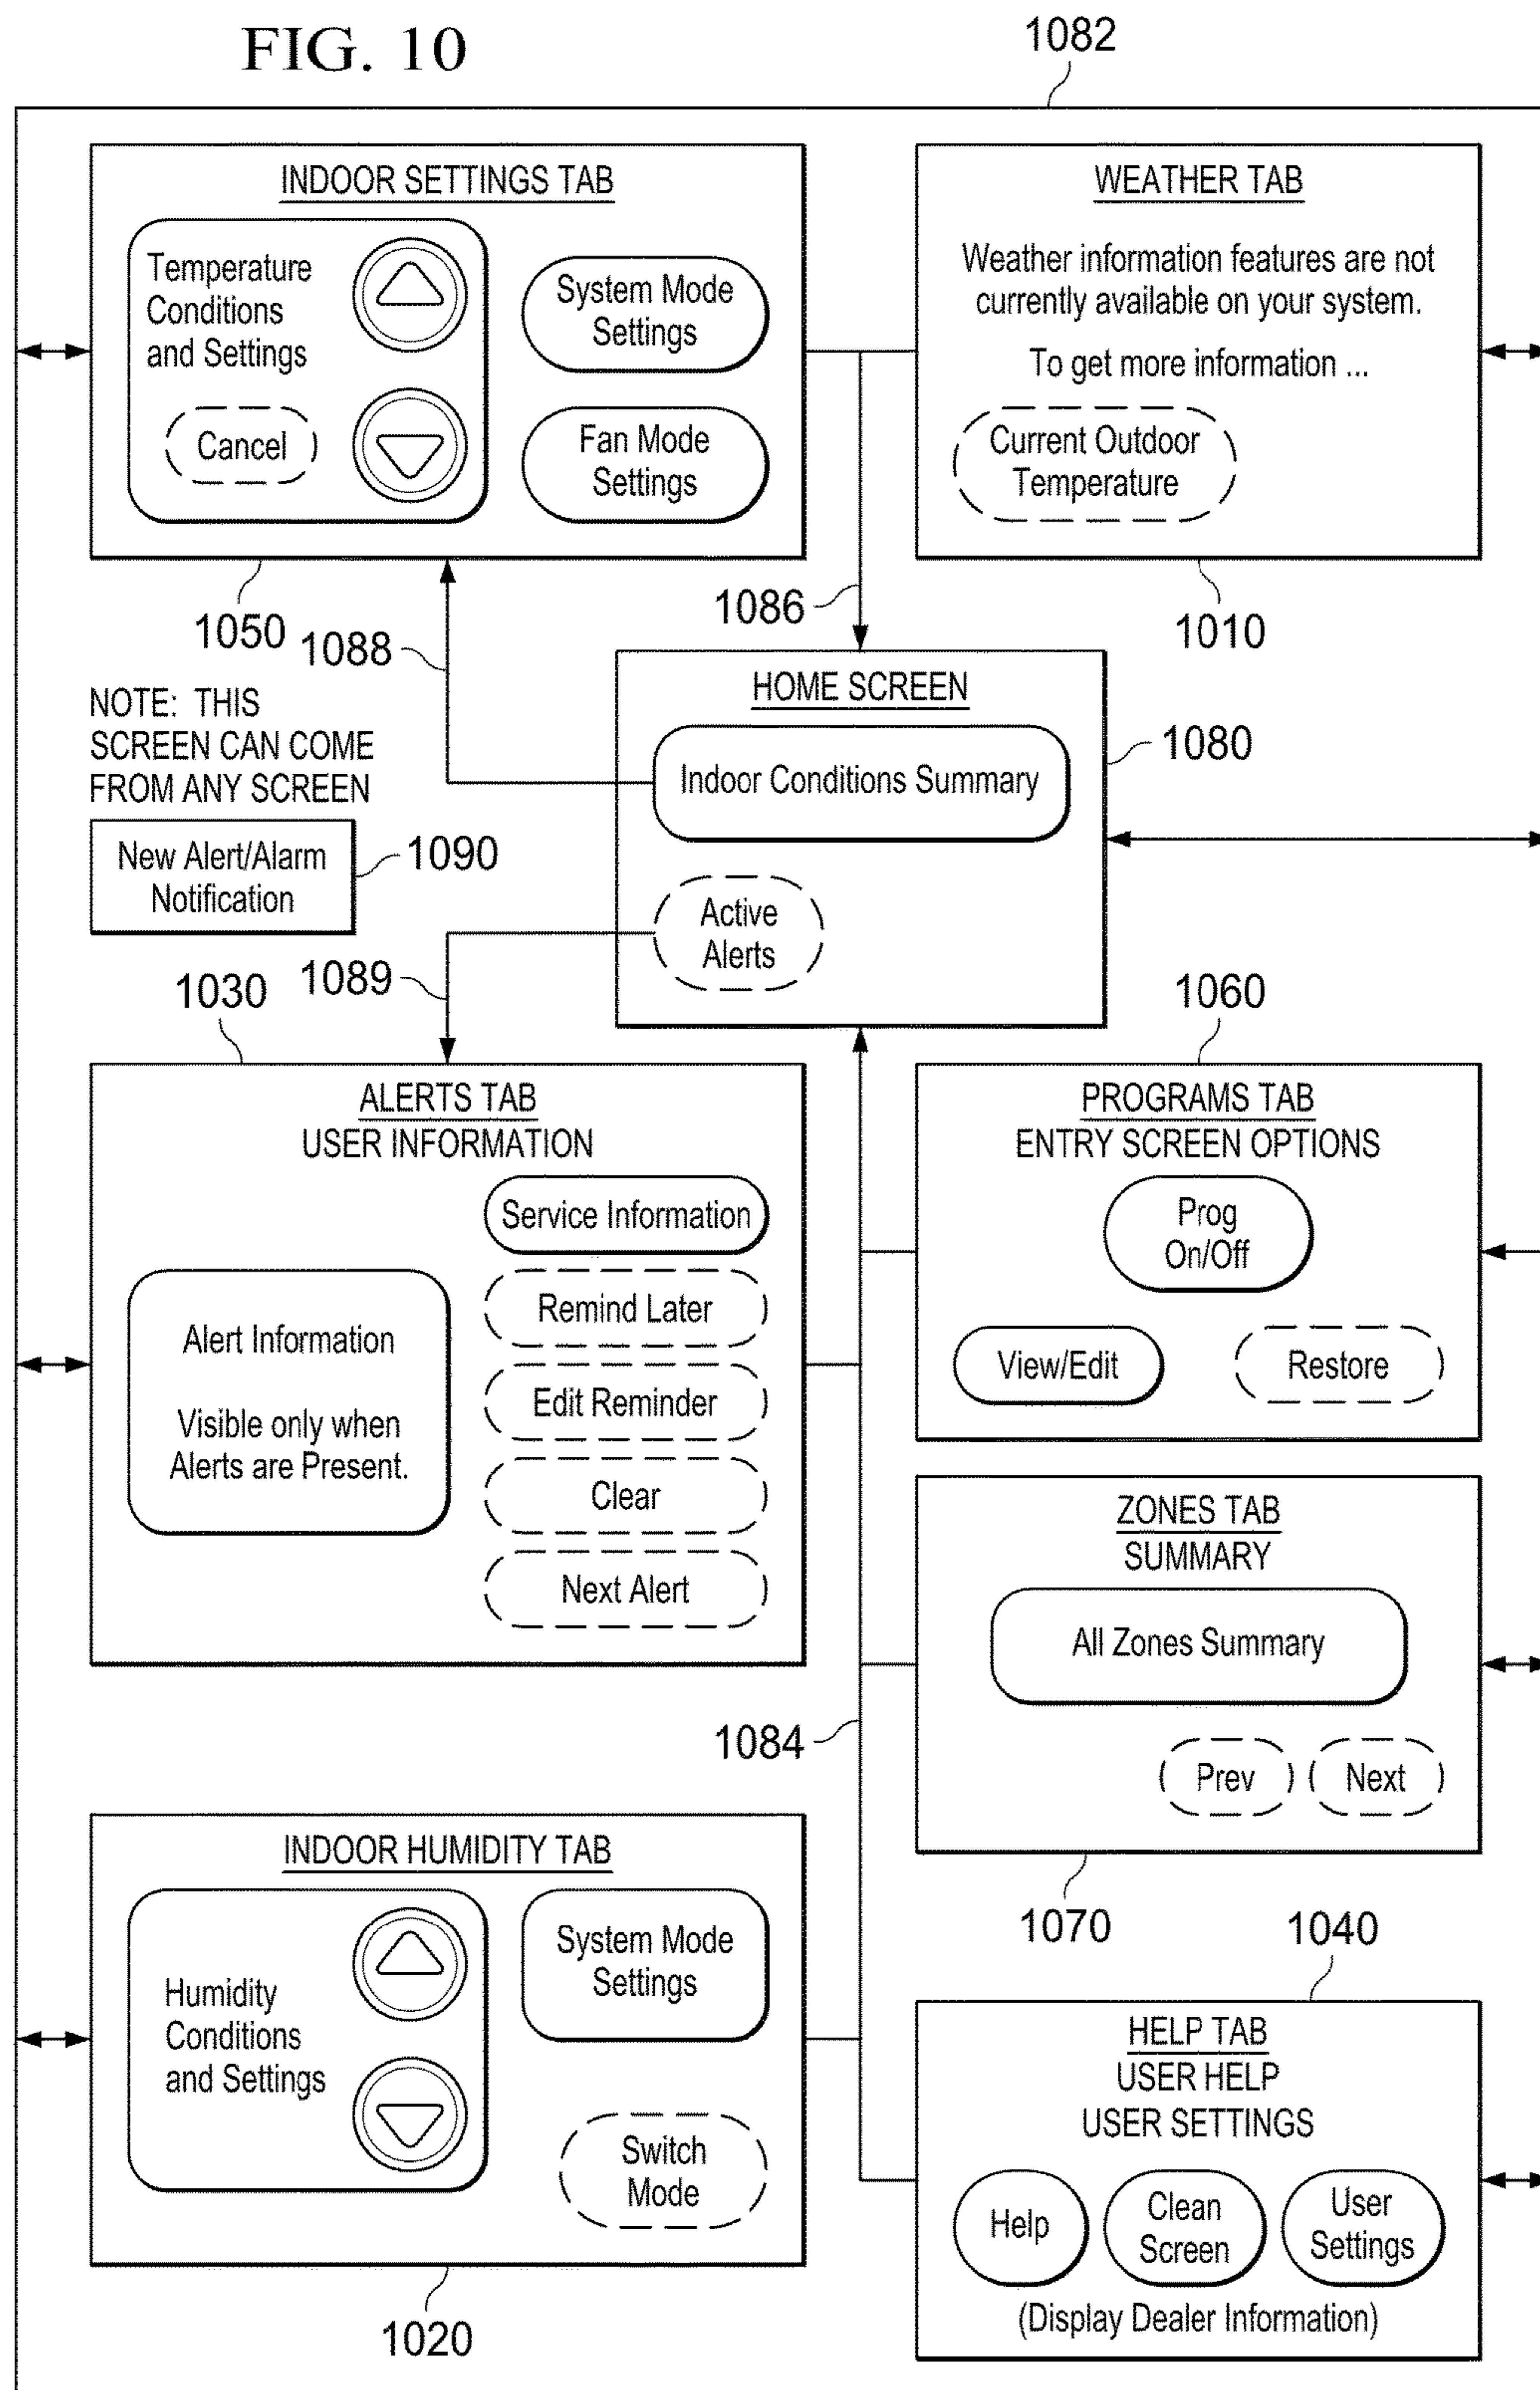 FIG. 10
1082
INDOOR SETTINGS TAB
Temperature
Conditions
and Settings
Cancel
System Mode
Settings
Fan Mode
Settings
1050
WEATHER TAB
Weather information features are not
currently available on your system.
To get more information ...
Current Outdoor
Temperature
1010
1086
1088
NOTE: THIS
SCREEN CAN COME
FROM ANY SCREEN
New Alert/Alarm
Notification
1090
HOME SCREEN
Indoor Conditions Summary
Active
Alerts
1080
1089
1030
ALERTS TAB
USER INFORMATION
Service Information
Alert Information
Visible only when
Alerts are Present.
Remind Later
Edit Reminder
Clear
Next Alert
1060
PROGRAMS TAB
ENTRY SCREEN OPTIONS
Prog
On/Off
View/Edit
Restore
ZONES TAB
SUMMARY
All Zones Summary
Prev
Next
1070
1084
INDOOR HUMIDITY TAB
Humidity
Conditions
and Settings
System Mode
Settings
Switch
Mode
1020
1040
HELP TAB
USER HELP
USER SETTINGS
Help
Clean
Screen
User
Settings
(Display Dealer Information)